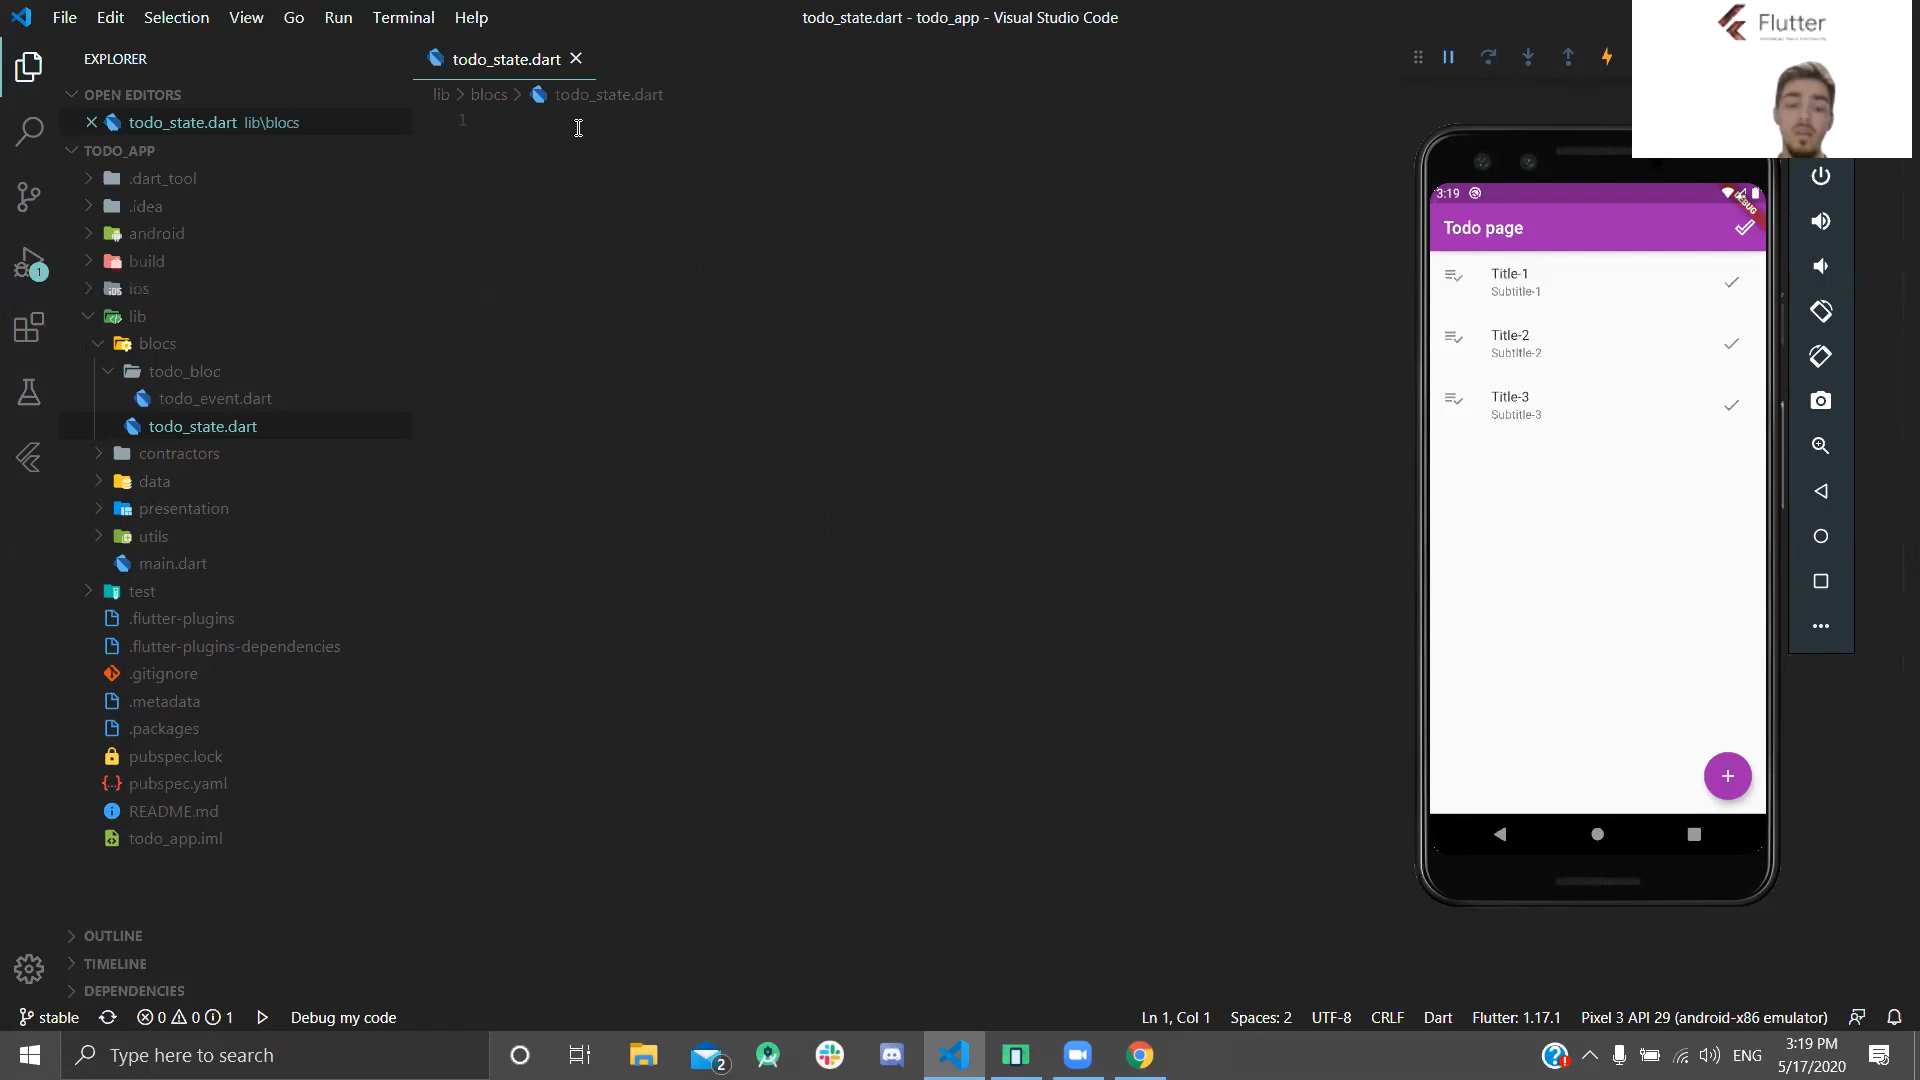 File Edit Selection View Go Run Terminal Help
todo_state.dart - todo_app - Visual Studio Code
Flutter
EXPLORER
OPEN EDITORS
todo_state.dart lib\blocs
TODO_APP
.dart_tool
.idea
android
build
ios
lib
blocs
todo_bloc
todo_event.dart
todo_state.dart
contractors
data
presentation
utils
main.dart
test
.flutter-plugins
.flutter-plugins-dependencies
.gitignore
.metadata
.packages
pubspec.lock
pubspec.yaml
README.md
todo_app.iml
OUTLINE
TIMELINE
DEPENDENCIES
1
todo_state.dart
lib > blocs > todo_state.dart
1
3:19
DEBUG
Todo page
Title-1
Subtitle-1
Title-2
Subtitle-2
Title-3
Subtitle-3
stable 0 0 1 Debug my code
Ln 1, Col 1 Spaces: 2 UTF-8 CRLF Dart Flutter: 1.17.1 Pixel 3 API 29 (android-x86 emulator)
Type here to search
2
ENG
3:19 PM
5/17/2020